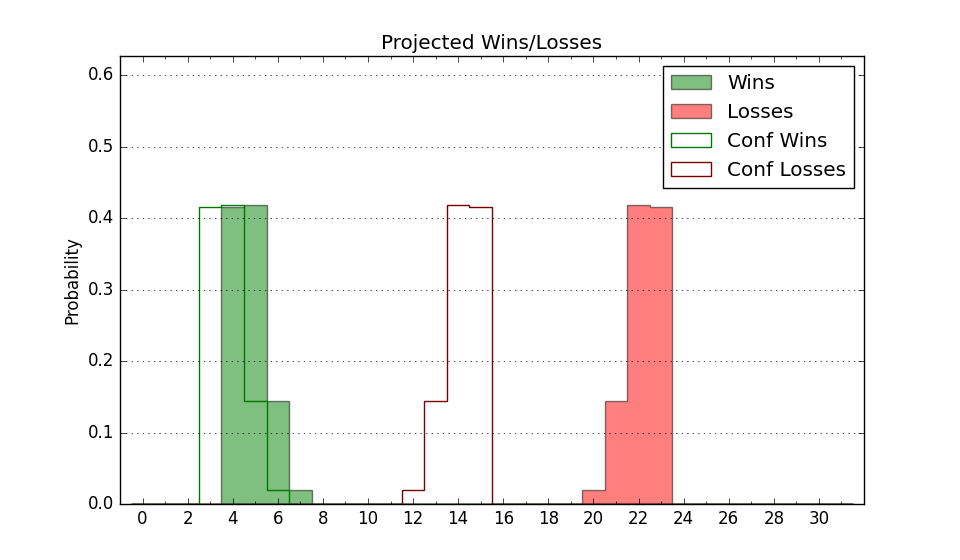 Projected Wins/Losses
Wins
Losses
Conf Wins
Conf Losses
Probability
0.6
0.5
0.4
0.3
0.2
0.1
0.0
0 2 4 6 8 10 12 14 16 18 20 22 24 26 28 30